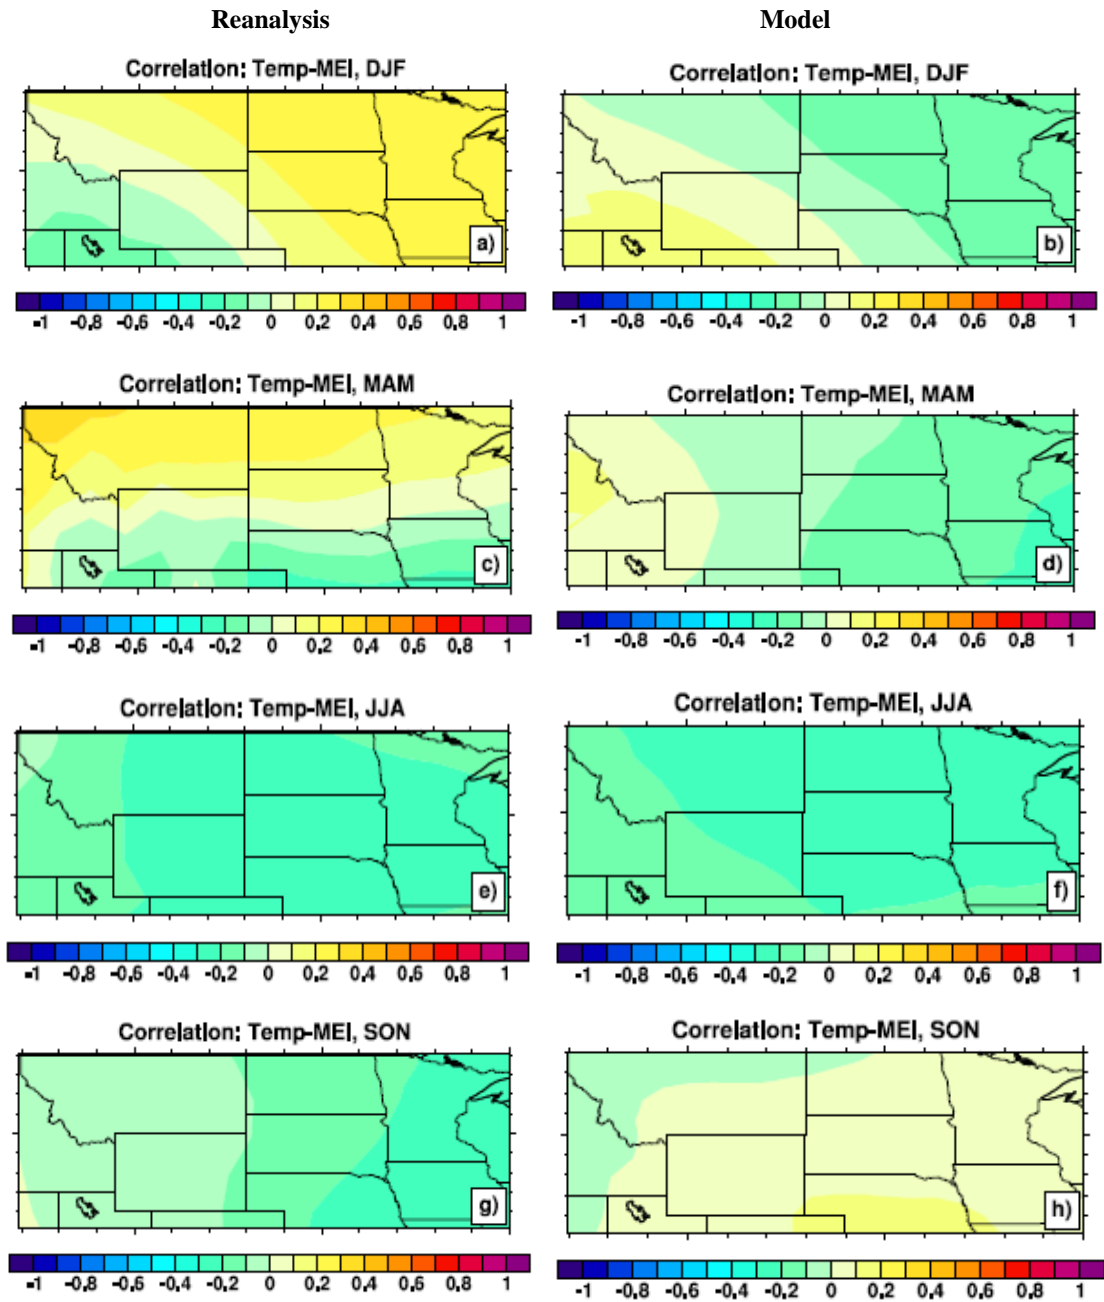 Reanalysis Model
Correlation: Temp-MEI, DJF
Correlation: Temp-MEI, DJF
a)
b)
-1 -0.8 -0.6 -0.4 -0.2 0 0.2 0.4 0.6 0.8 1
-1 -0.8 -0.6 -0.4 -0.2 0 0.2 0.4 0.6 0.8 1
Correlation: Temp-MEI, MAM
Correlation: Temp-MEI, MAM
c)
d)
-1 -0.8 -0.6 -0.4 -0.2 0 0.2 0.4 0.6 0.8 1
-1 -0.8 -0.6 -0.4 -0.2 0 0.2 0.4 0.6 0.8 1
Correlation: Temp-MEI, JJA
Correlation: Temp-MEI, JJA
e)
f)
-1 -0.8 -0.6 -0.4 -0.2 0 0.2 0.4 0.6 0.8 1
-1 -0.8 -0.6 -0.4 -0.2 0 0.2 0.4 0.6 0.8 1
Correlation: Temp-MEI, SON
Correlation: Temp-MEI, SON
g)
h)
-1 -0.8 -0.6 -0.4 -0.2 0 0.2 0.4 0.6 0.8 1
-1 -0.8 -0.6 -0.4 -0.2 0 0.2 0.4 0.6 0.8 1